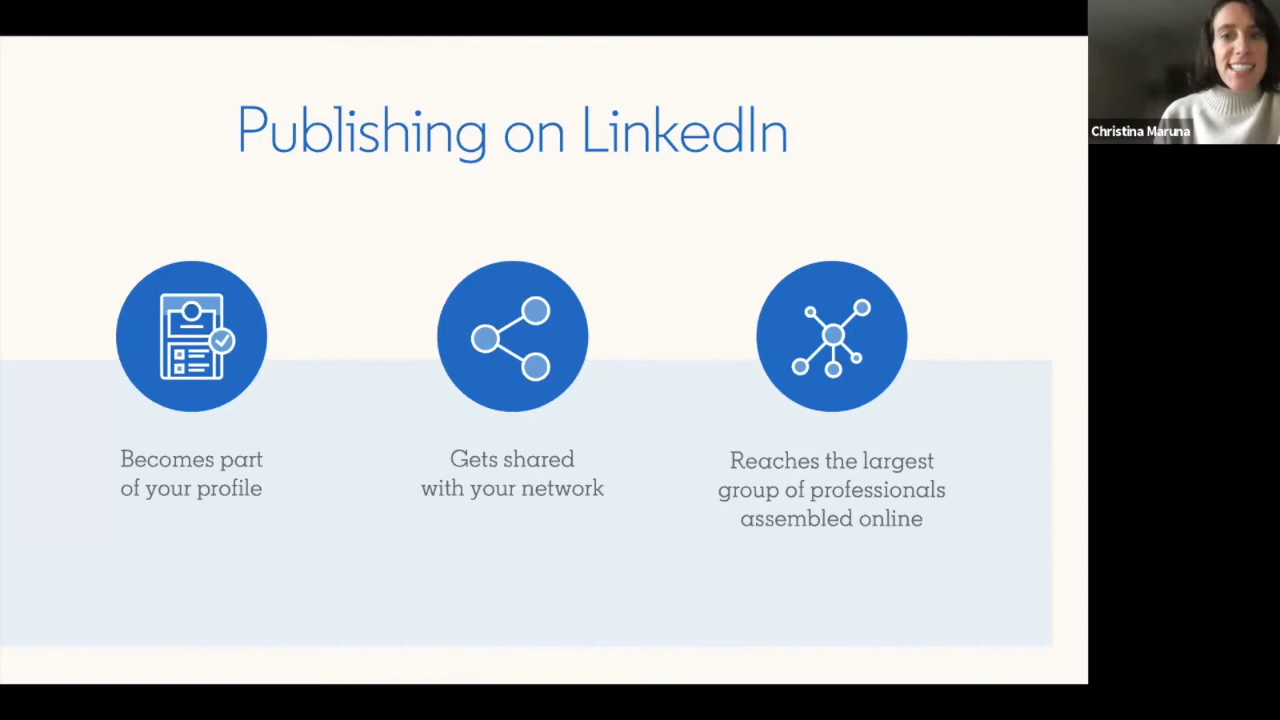 Publishing on LinkedIn
Christina Maruna
Becomes part
of your profile
Gets shared
with your network
Reaches the largest
group of professionals
assembled online